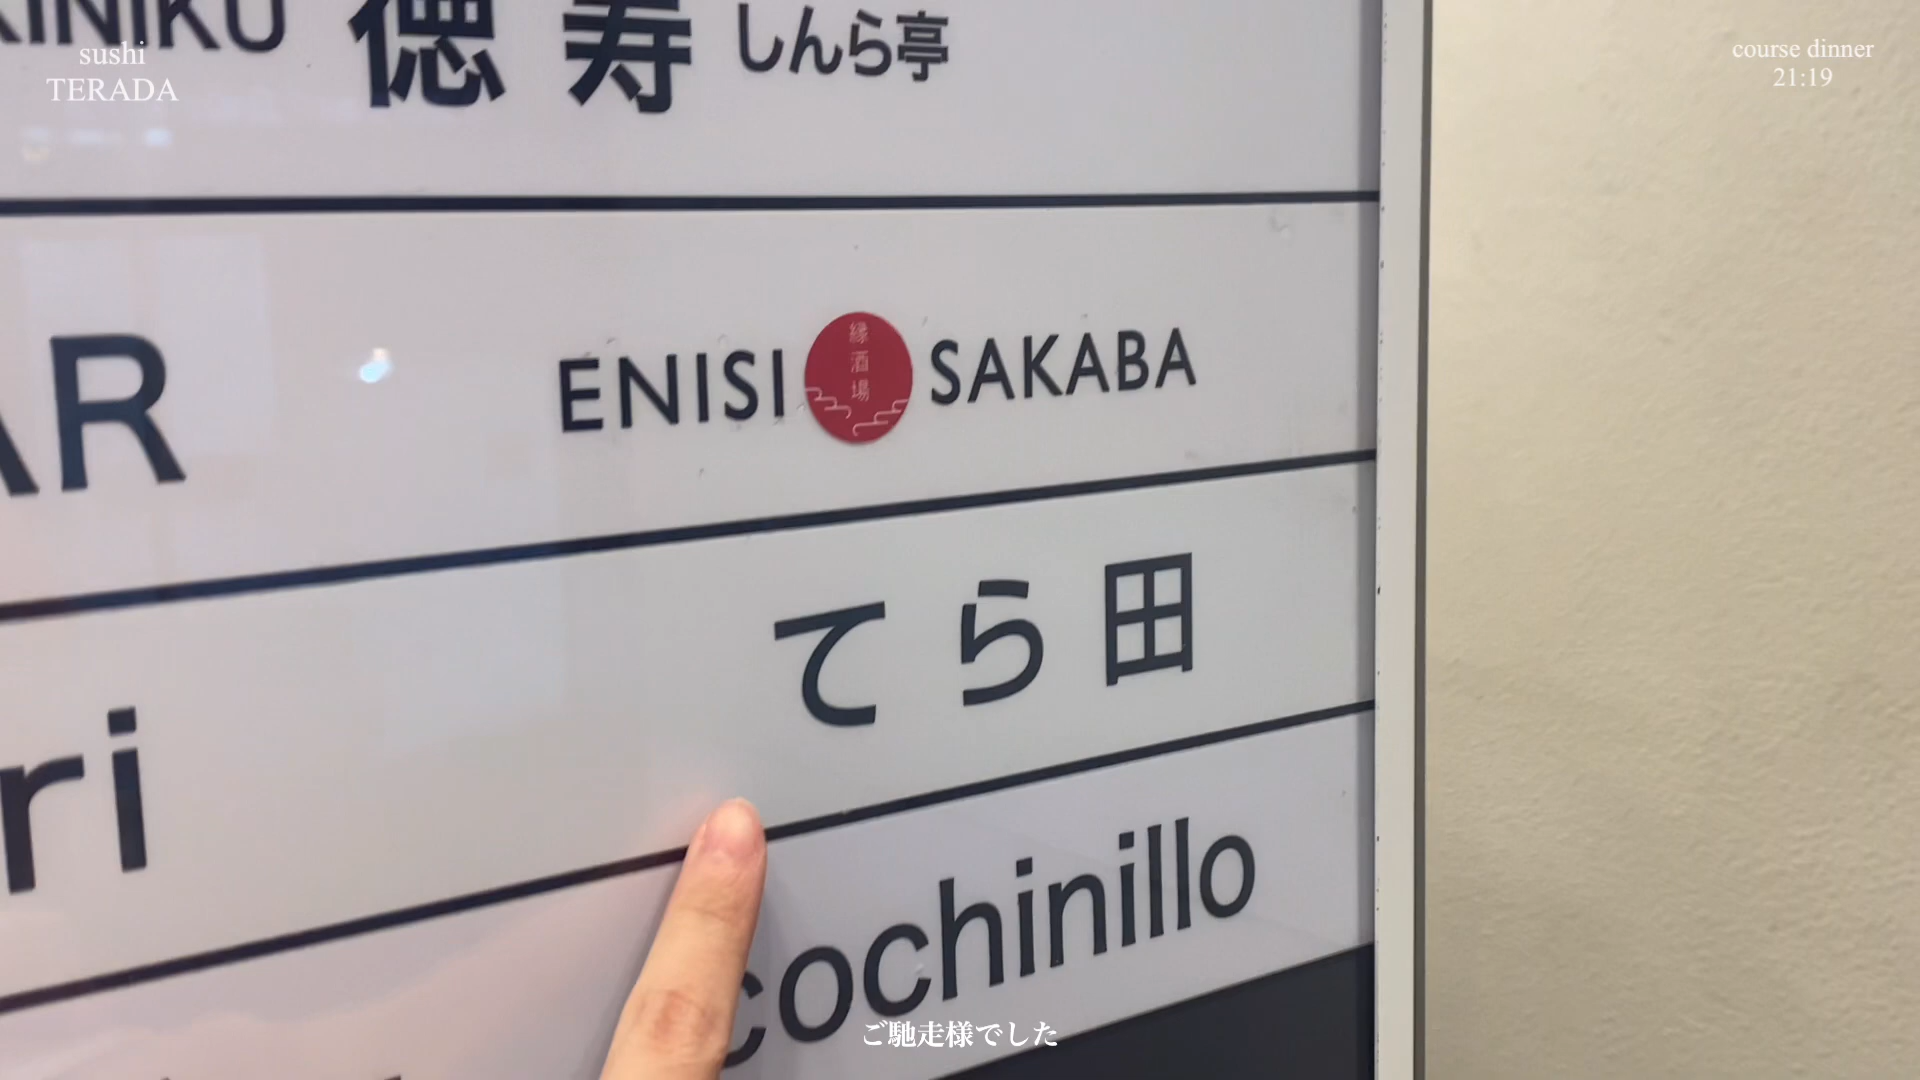 sushi
TERADA
course dinner
21:19
徳寿 しんら亭
AR
ENISI 縁酒場 SAKABA
ri
てら田
cochinillo
ご馳走様でした